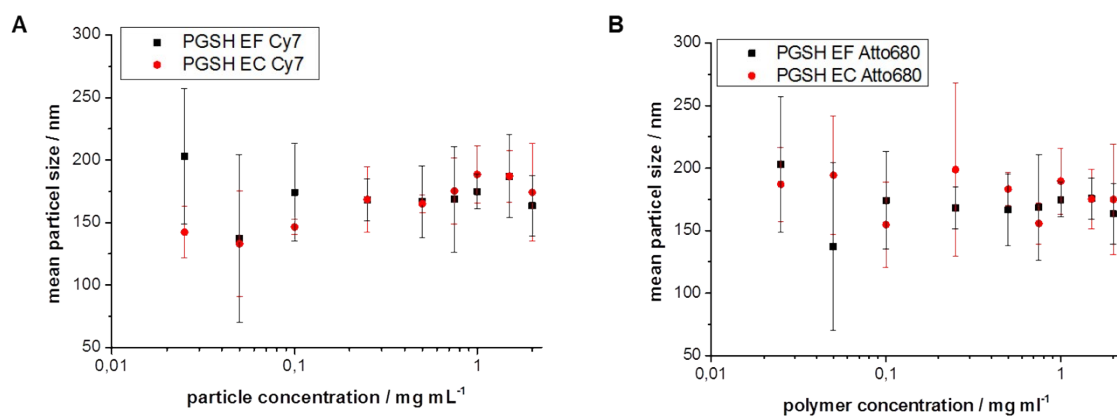 A
PGSH EF Cy7
PGSH EC Cy7
300
250
200
150
100
50
mean particel size / nm
0,01
0,1
1
particle concentration / mg mL⁻¹
B
PGSH EF Atto680
PGSH EC Atto680
300
250
200
150
100
50
mean particel size / nm
0,01
0,1
1
polymer concentration / mg ml⁻¹